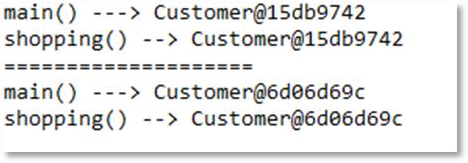 main() ---> Customer@15db9742
shopping() --> Customer@15db9742
====================
main() ---> Customer@6d06d69c
shopping() --> Customer@6d06d69c